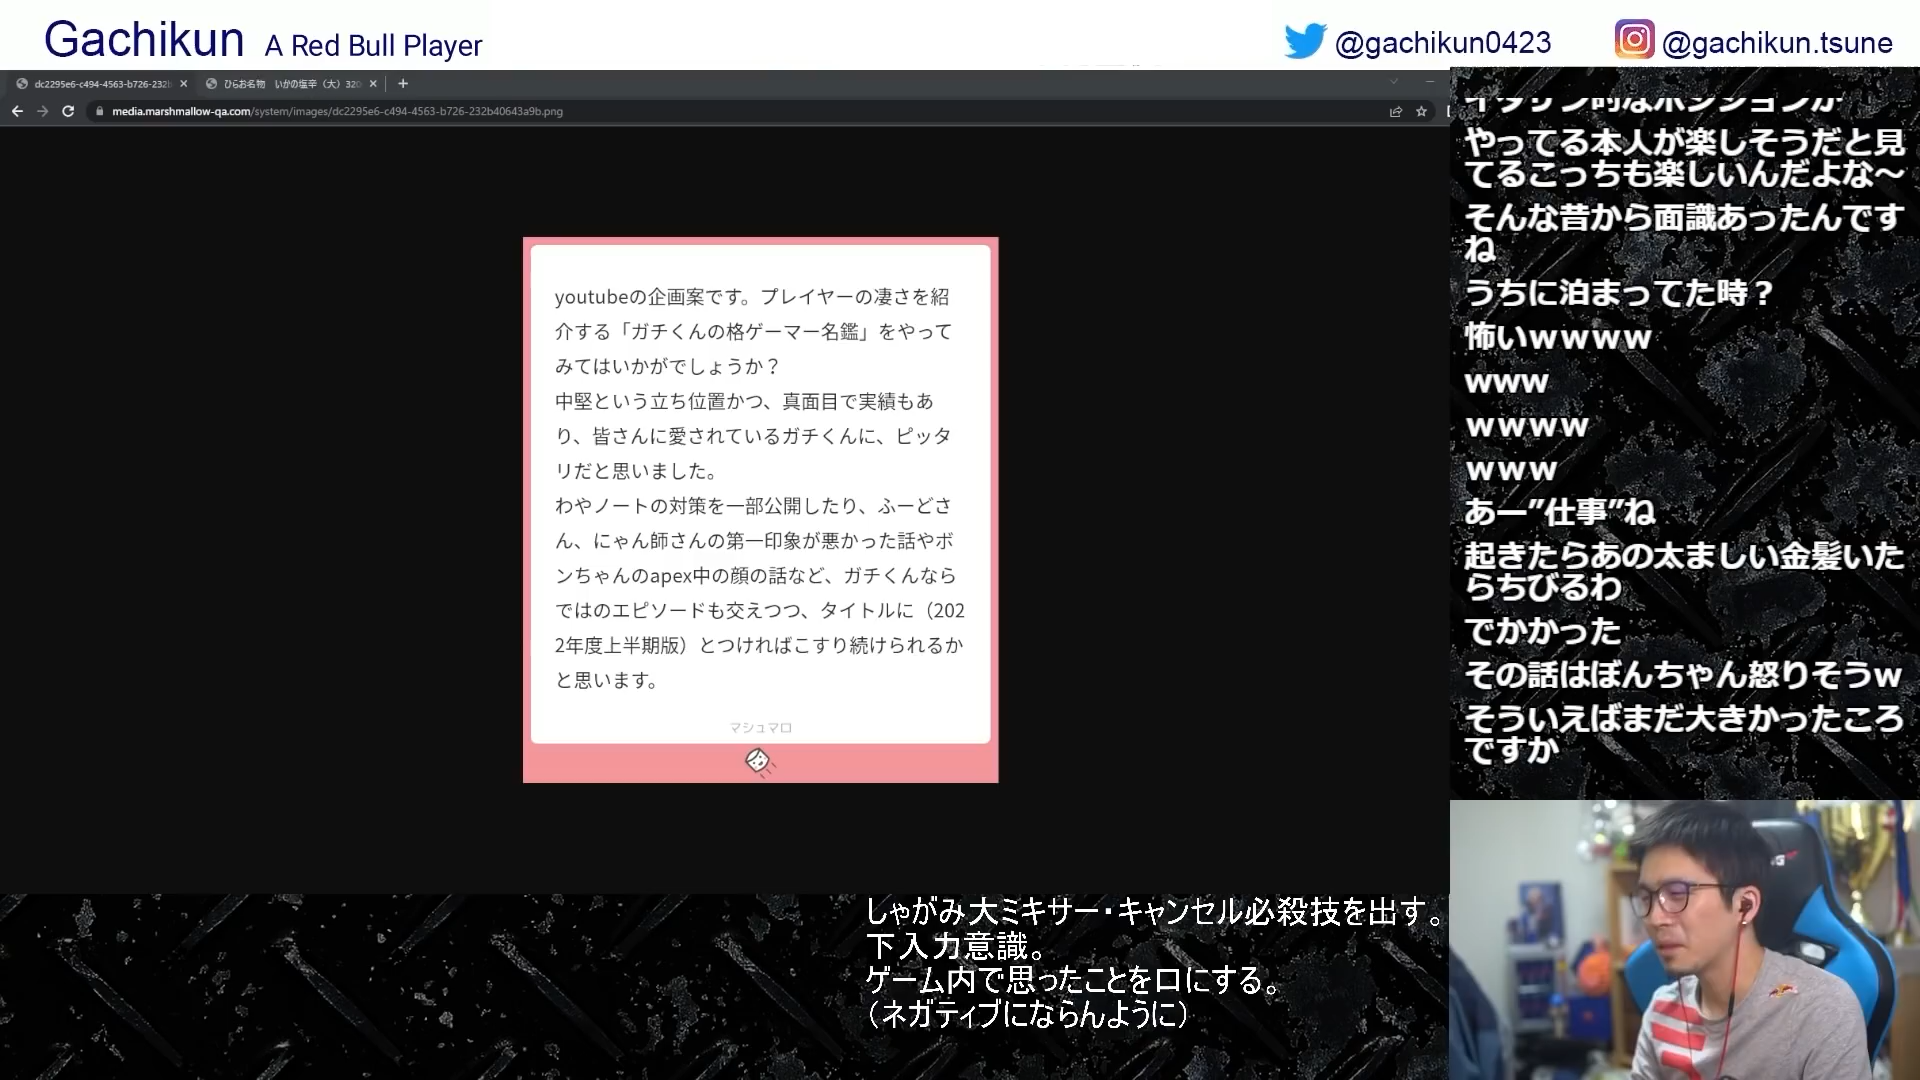 Gachikun A Red Bull Player
@gachikun0423
@gachikun.tsune
dc2295e6-c494-4563-b726-232b
ひらお名物 いかの塩辛（大）320
media.marshmallow-qa.com/system/images/dc2295e6-c494-4563-b726-232b40643a9b.png
youtubeの企画案です。プレイヤーの凄さを紹
介する「ガチくんの格ゲーマー名鑑」をやって
みてはいかがでしょうか？
中堅という立ち位置かつ、真面目で実績もあ
り、皆さんに愛されているガチくんに、ピッタ
リだと思いました。
わやノートの対策を一部公開したり、ふーどさ
ん、にゃん師さんの第一印象が悪かった話やボ
ンちゃんのapex中の顔の話など、ガチくんなら
ではのエピソードも交えつつ、タイトルに（202
2年度上半期版）とつければこすり続けられるか
と思います。
マシュマロ
やってる本人が楽しそうだと見
てるこっちも楽しいんだよな～
そんな昔から面識あったんです
ね
うちに泊まってた時？
怖いｗｗｗｗ
www
ｗｗｗｗ
ｗｗｗ
あー”仕事”ね
起きたらあの太ましい金髪いた
らちびるわ
でかかった
その話はぼんちゃん怒りそうw
そういえばまだ大きかったころ
ですか
しゃがみ大ミキサー・キャンセル必殺技を出す。
下入力意識。
ゲーム内で思ったことを口にする。
（ネガティブにならんように）